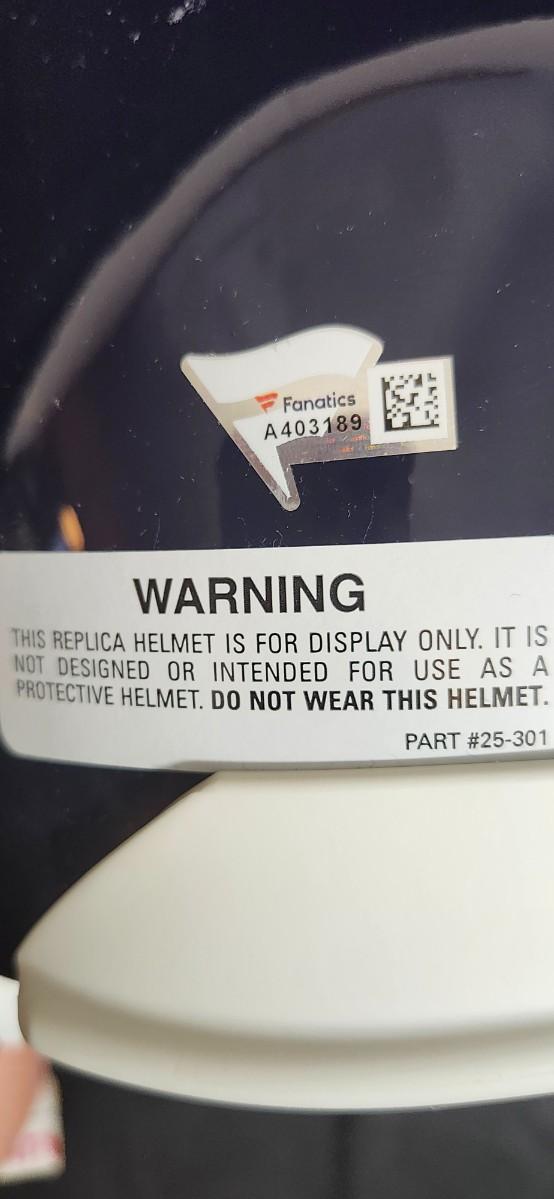 Fanatics
A403189
WARNING
THIS REPLICA HELMET IS FOR DISPLAY ONLY. IT IS
NOT DESIGNED OR INTENDED FOR USE AS A
PROTECTIVE HELMET. DO NOT WEAR THIS HELMET.
PART #25-301